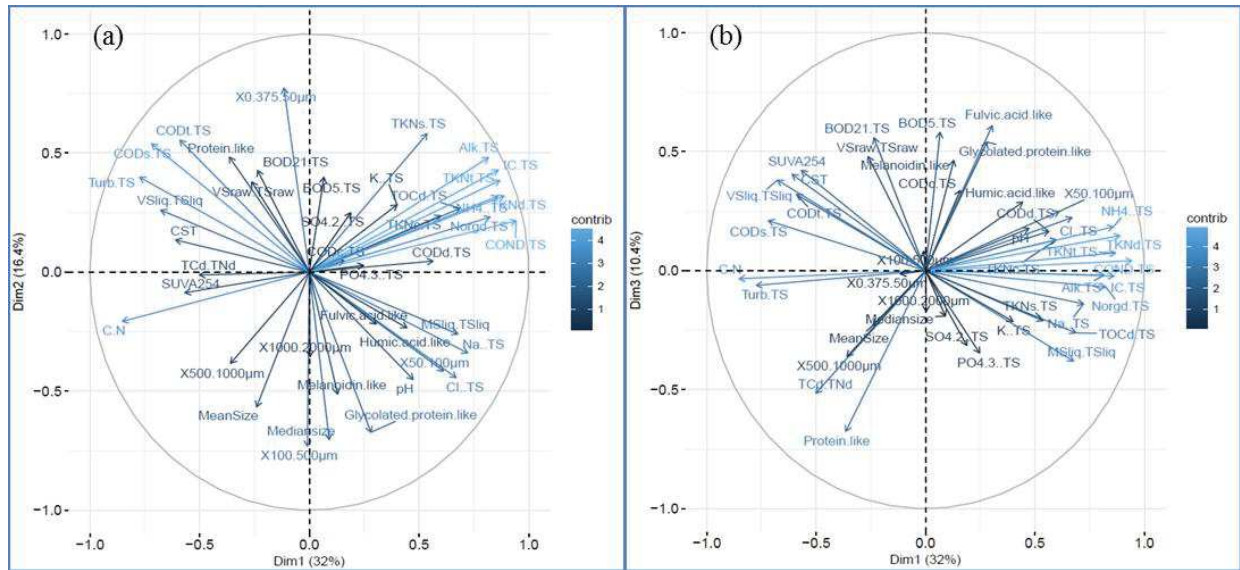 (a)
1.0
0.5
0.0
−0.5
−1.0
Dim2 (16.4%)
X0.375.50µm
CODt.TS
CODs.TS
Protein.like
BOD21.TS
TKNs.TS
Alk..TS
IC.TS
TKNt.TS
Turb.TS
VSraw.TSraw
BOD5.TS
K..TS
TOCd.TS
VSliq.TSliq
SO4.2..TS
NH4..TS
Norgd.TS
CST
COND.TS
CODd.TS
TCd.TNd
PO4.3..TS
SUVA254
C.N
Fulvic.acid.like
MSliq.TSliq
Humic.acid.like
Na..TS
X1000.2000µm
X50.100µm
X500.1000µm
Melanoidin.like
pH
Cl..TS
MeanSize
Glycolated.protein.like
Mediansize
X100.500µm
−1.0
−0.5
0.0
0.5
1.0
Dim1 (32%)
contrib
4
3
2
1
(b)
1.0
0.5
0.0
−0.5
−1.0
Dim3 (10.4%)
Fulvic.acid.like
BOD5.TS
BOD21.TS
VSraw.TSraw
Glycolated.protein.like
SUVA254
Melanoidin.like
CST
VSliq.TSliq
Humic.acid.like
X50.100µm
CODt.TS
CODd.TS
NH4..TS
CODs.TS
pH
Cl..TS
TKNd.TS
TKNt.TS
X100.500µm
C.N
COND.TS
X0.375.50µm
Turb.TS
Alk..TS
IC.TS
X1000.2000µm
TKNs.TS
Norgd.TS
Mediansize
Na..TS
K..TS
TOCd.TS
MeanSize
SO4.2..TS
PO4.3..TS
MSliq.TSliq
X500.1000µm
TCd.TNd
Protein.like
−1.0
−0.5
0.0
0.5
1.0
Dim1 (32%)
contrib
4
3
2
1